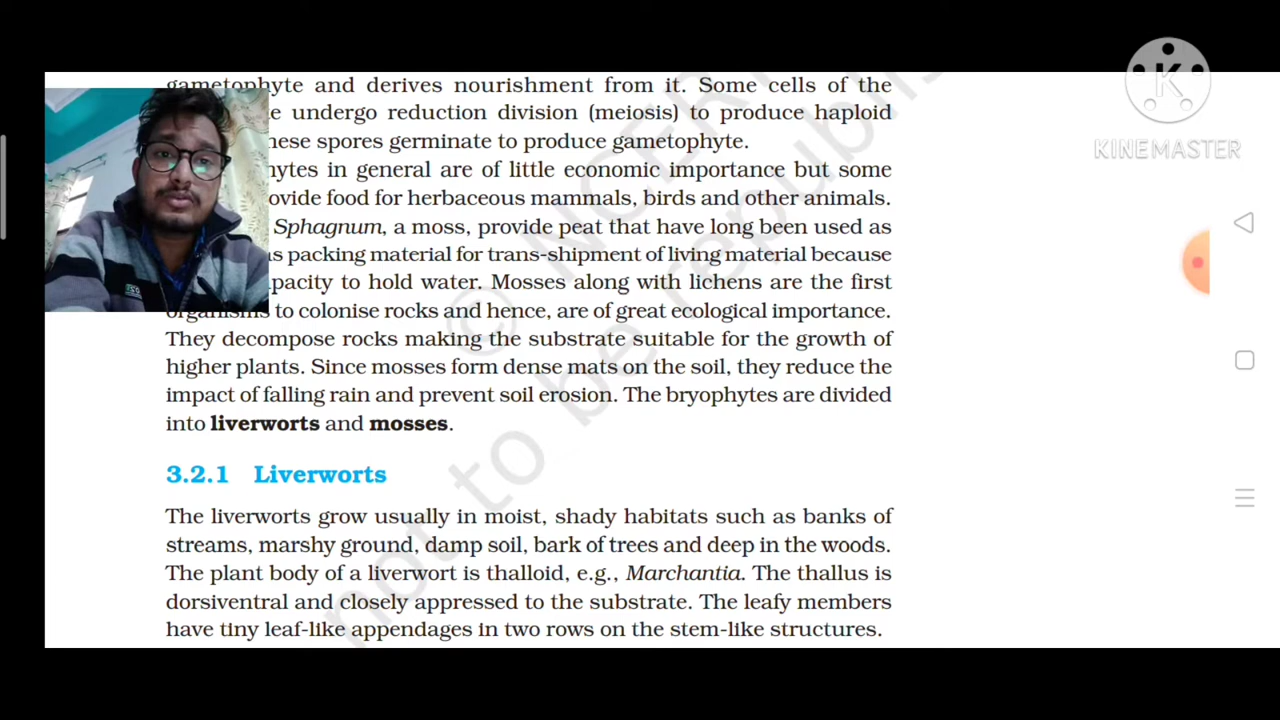 gametophyte and derives nourishment from it. Some cells of the
undergo reduction division (meiosis) to produce haploid
spores germinate to produce gametophyte.
in general are of little economic importance but some
food for herbaceous mammals, birds and other animals.
Sphagnum, a moss, provide peat that have long been used as
packing material for trans-shipment of living material because
to hold water. Mosses along with lichens are the first
organisms to colonise rocks and hence, are of great ecological importance.
They decompose rocks making the substrate suitable for the growth of
higher plants. Since mosses form dense mats on the soil, they reduce the
impact of falling rain and prevent soil erosion. The bryophytes are divided
into liverworts and mosses.
3.2.1 Liverworts
The liverworts grow usually in moist, shady habitats such as banks of
streams, marshy ground, damp soil, bark of trees and deep in the woods.
The plant body of a liverwort is thalloid, e.g., Marchantia. The thallus is
dorsiventral and closely appressed to the substrate. The leafy members
have tiny leaf-like appendages in two rows on the stem-like structures.
© NCERT
not to be republis
K
KINEMASTER